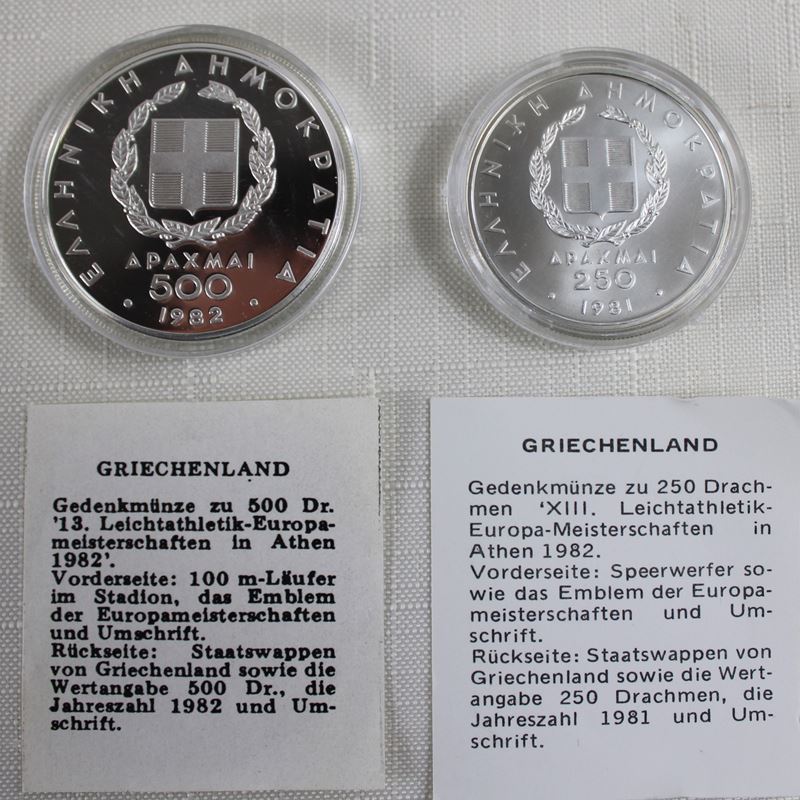 ΕΛΛΗΝΙΚΗ ΔΗΜΟΚΡΑΤΙΑ
ΔΡΑΧΜΑΙ
500
1982
ΕΛΛΗΝΙΚΗ ΔΗΜΟΚΡΑΤΙΑ
ΔΡΑΧΜΑΙ
250
1981
GRIECHENLAND
Gedenkmünze zu 500 Dr.
'13. Leichtathletik-Europa-
meisterschaften in Athen
1982'.
Vorderseite: 100 m-Läufer
im Stadion, das Emblem
der Europameisterschaften
und Umschrift.
Rückseite: Staatswappen
von Griechenland sowie die
Wertangabe 500 Dr., die
Jahreszahl 1982 und Um-
schrift.
GRIECHENLAND
Gedenkmünze zu 250 Drach-
men 'XIII. Leichtathletik-
Europa-Meisterschaften in
Athen 1982.
Vorderseite: Speerwerfer so-
wie das Emblem der Europa-
meisterschaften und Um-
schrift.
Rückseite: Staatswappen von
Griechenland sowie die Wert-
angabe 250 Drachmen, die
Jahreszahl 1981 und Um-
schrift.